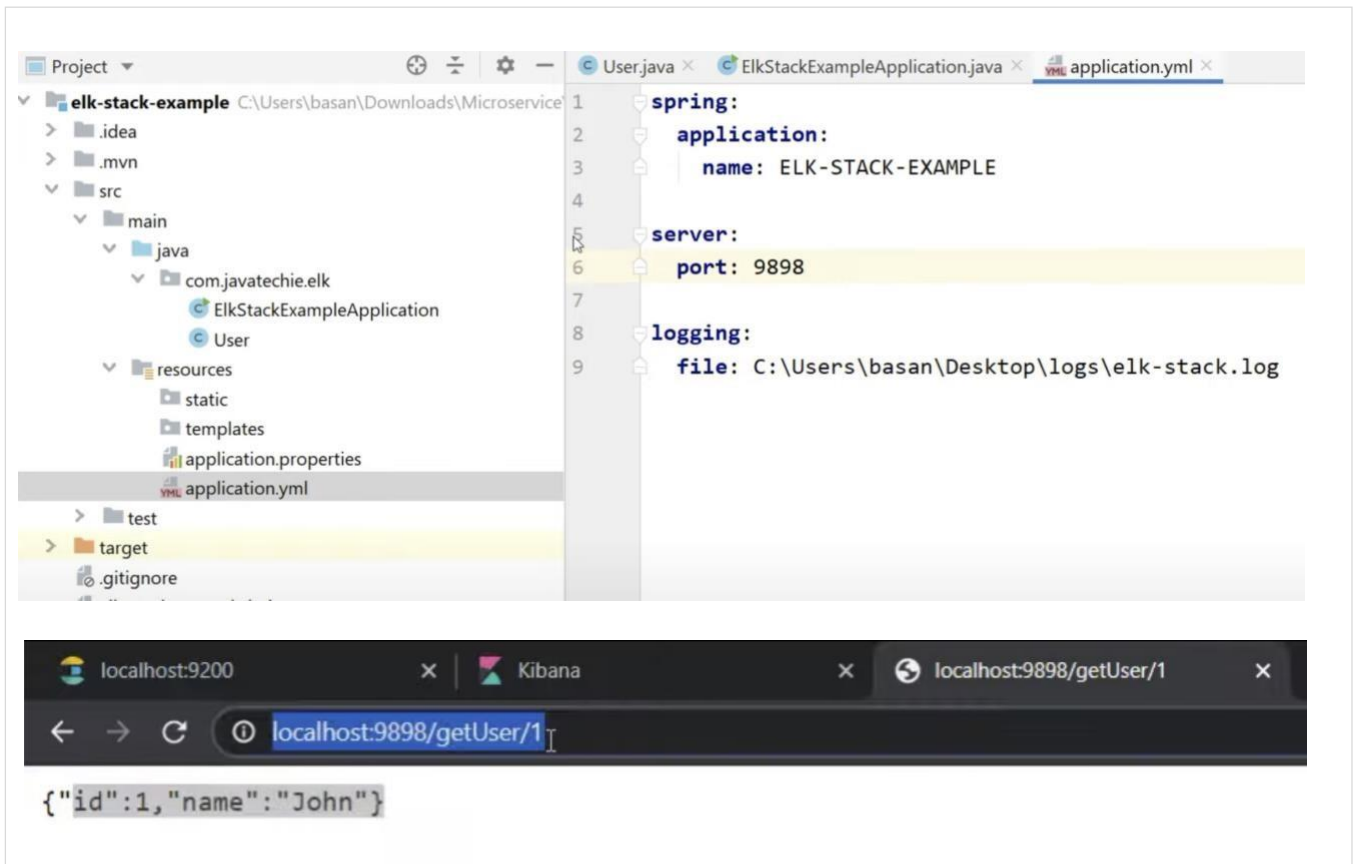 Project
elk-stack-example C:\Users\basan\Downloads\Microservice
.idea
.mvn
src
main
java
com.javatechie.elk
ElkStackExampleApplication
User
resources
static
templates
application.properties
application.yml
test
target
.gitignore
User.java
ElkStackExampleApplication.java
application.yml
1 spring:
2 application:
3 name: ELK-STACK-EXAMPLE
4
5 server:
6 port: 9898
7
8 logging:
9 file: C:\Users\basan\Desktop\logs\elk-stack.log
localhost:9200
Kibana
localhost:9898/getUser/1
localhost:9898/getUser/1
{"id":1,"name":"John"}